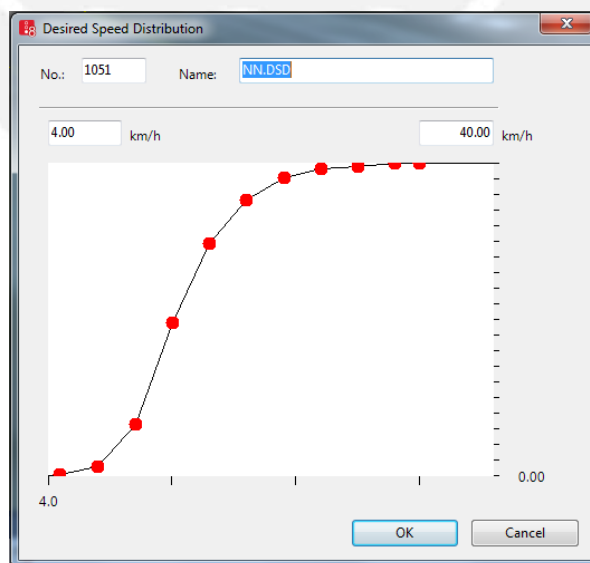 Desired Speed Distribution
No.: 1051 Name: NN.DSD
4.00 km/h 40.00 km/h
0.00
4.0
OK Cancel